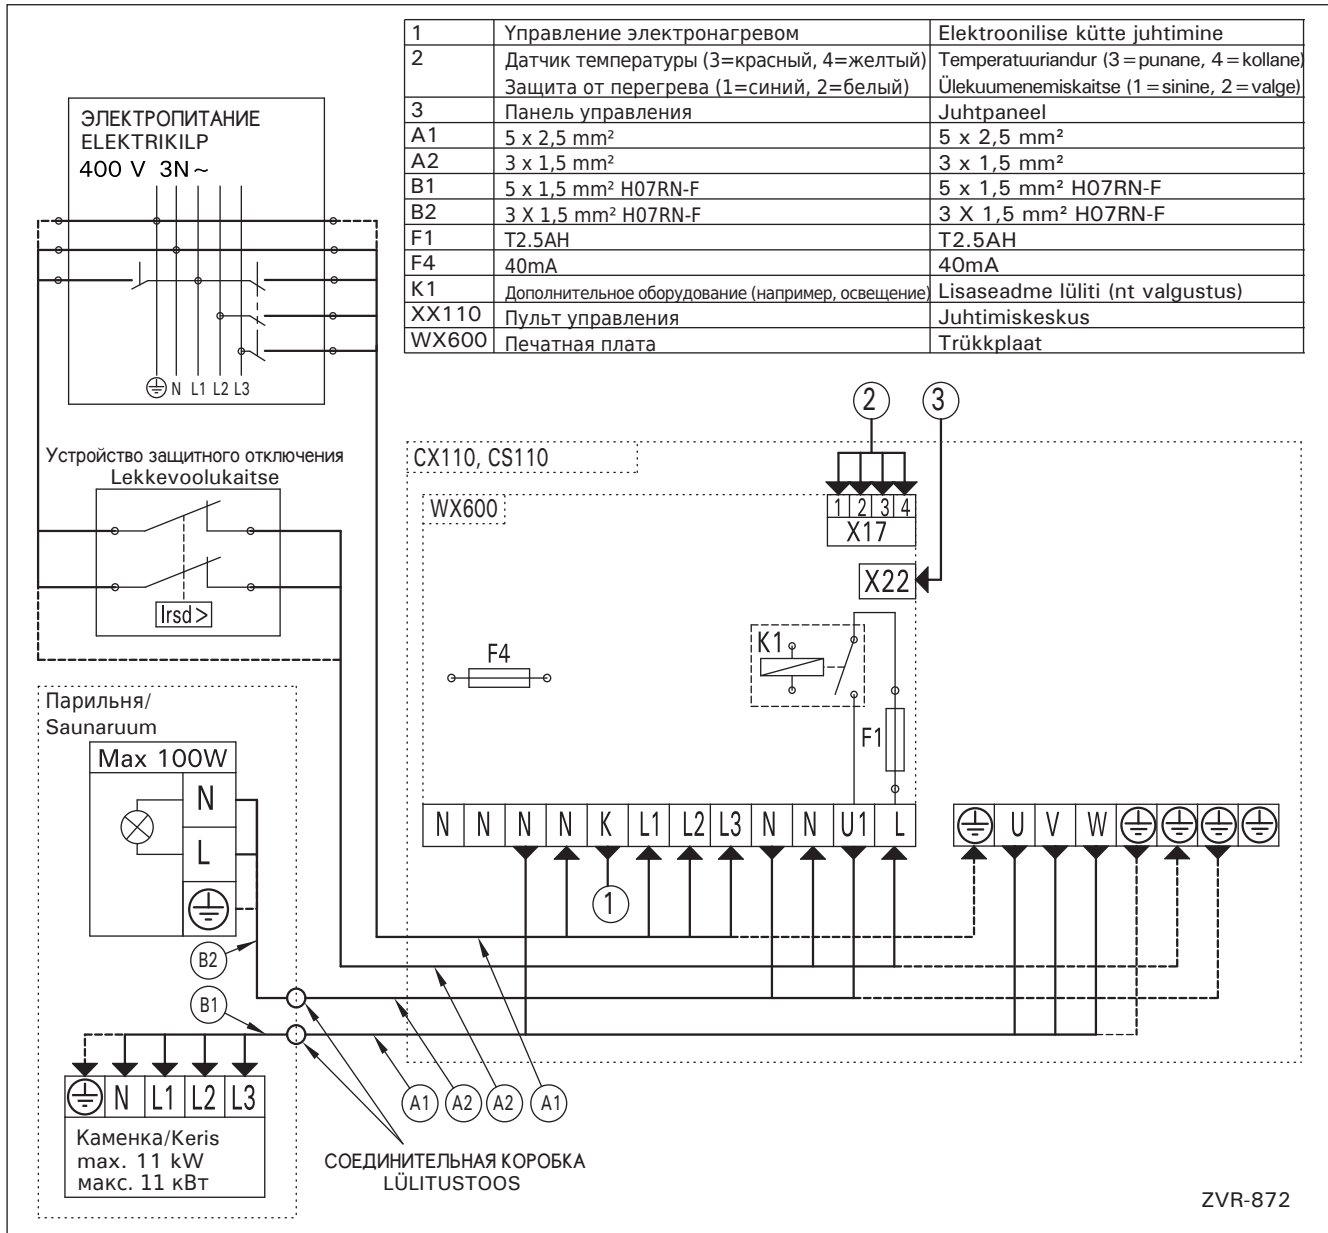 1 Управление электронагревом Elektroonilise kütte juhtimine
2 Датчик температуры (3=красный, 4=желтый) Temperatuuriandur (3=punane, 4=kollane)
Защита от перегрева (1=синий, 2=белый) Ülekuumenemiskaitse (1=sinine, 2=valge)
3 Панель управления Juhtpaneel
A1 5 x 2,5 mm² 5 x 2,5 mm²
A2 3 x 1,5 mm² 3 x 1,5 mm²
B1 5 x 1,5 mm² H07RN-F 5 x 1,5 mm² H07RN-F
B2 3 X 1,5 mm² H07RN-F 3 X 1,5 mm² H07RN-F
F1 T2.5AH T2.5AH
F4 40mA 40mA
K1 Дополнительное оборудование (например, освещение) Lisaseadme lüliti (nt valgustus)
XX110 Пульт управления Juhtimiskeskus
WX600 Печатная плата Trükkplaat
ЭЛЕКТРОПИТАНИЕ
ELEKTRIKILP
400 V 3N~
N L1 L2 L3
2 3
Устройство защитного отключения
Lekkevoolukaitse
Irsd>
CX110, CS110
WX600
1 2 3 4
X17
X22
K1
F4
F1
Парильня/
Saunaruum
Max 100W
N
L
N N N N K L1 L2 L3 N N U1 L
U V W
1
B2
B1
A1 A2 A2 A1
N L1 L2 L3
Каменка/Keris
max. 11 kW
макс. 11 кВт
СОЕДИНИТЕЛЬНАЯ КОРОБКА
LÜLITUSTOOS
ZVR-872